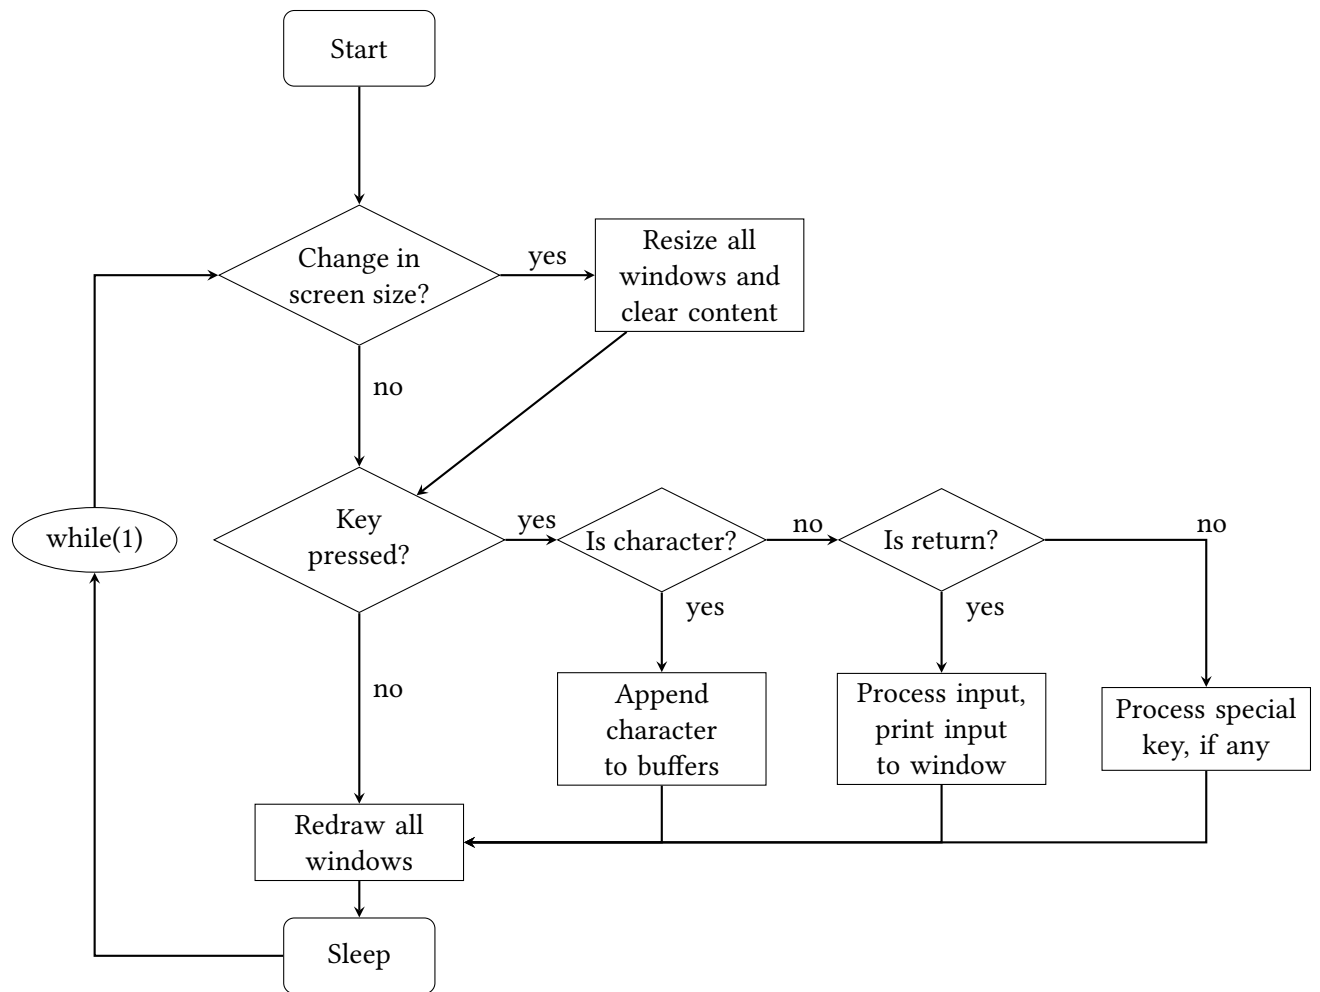 Start
Change in
screen size?
yes
Resize all
windows and
clear content
no
while(1)
Key
pressed?
yes
Is character?
no
Is return?
no
yes
yes
no
Append
character
to buffers
Process input,
print input
to window
Process special
key, if any
Redraw all
windows
Sleep